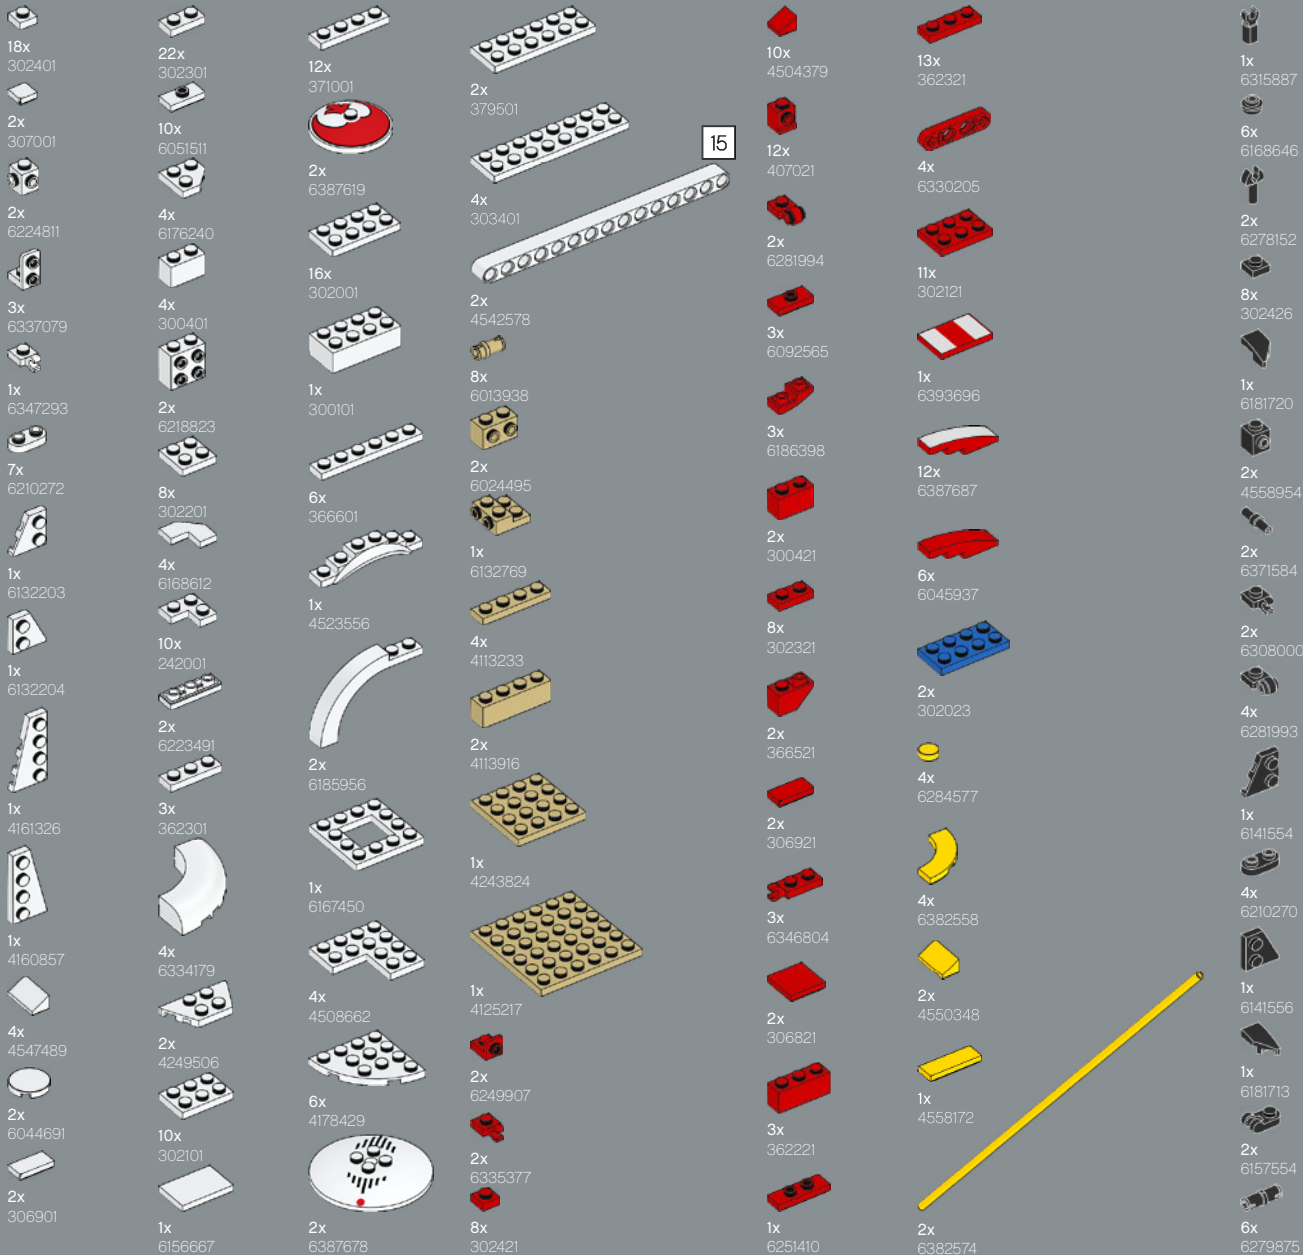 18x
302401
2x
307001
2x
6224811
3x
6337079
1x
6347293
7x
6210272
1x
6132203
1x
6132204
1x
4161326
1x
4160857
4x
4547489
2x
6044691
2x
306901
22x
302301
10x
6051511
4x
6176240
4x
300401
2x
6218823
8x
302201
4x
6168612
10x
242001
2x
6223491
3x
362301
4x
6334179
2x
4249506
10x
302101
1x
6156667
12x
371001
2x
6387619
16x
302001
1x
300101
6x
366601
1x
4523556
2x
6185956
1x
6167450
4x
4508662
6x
4178429
2x
6387678
2x
379501
4x
303401
15
2x
4542578
8x
6013938
2x
6024495
1x
6132769
4x
4113233
2x
4113916
1x
4243824
1x
4125217
2x
6249907
2x
6335377
8x
302421
10x
4504379
12x
407021
2x
6281994
3x
6092565
3x
6186398
2x
300421
8x
302321
2x
366521
2x
306921
3x
6346804
2x
306821
3x
362221
1x
6251410
13x
362321
4x
6330205
11x
302121
1x
6393696
12x
6387687
6x
6045937
2x
302023
4x
6284577
4x
6382558
2x
4550348
1x
4558172
2x
6382574
1x
6315887
6x
6168646
2x
6278152
8x
302426
1x
6181720
2x
4558954
2x
6371584
2x
6308000
4x
6281993
1x
6141554
4x
6210270
1x
6141556
1x
6181713
2x
6157554
6x
6279875